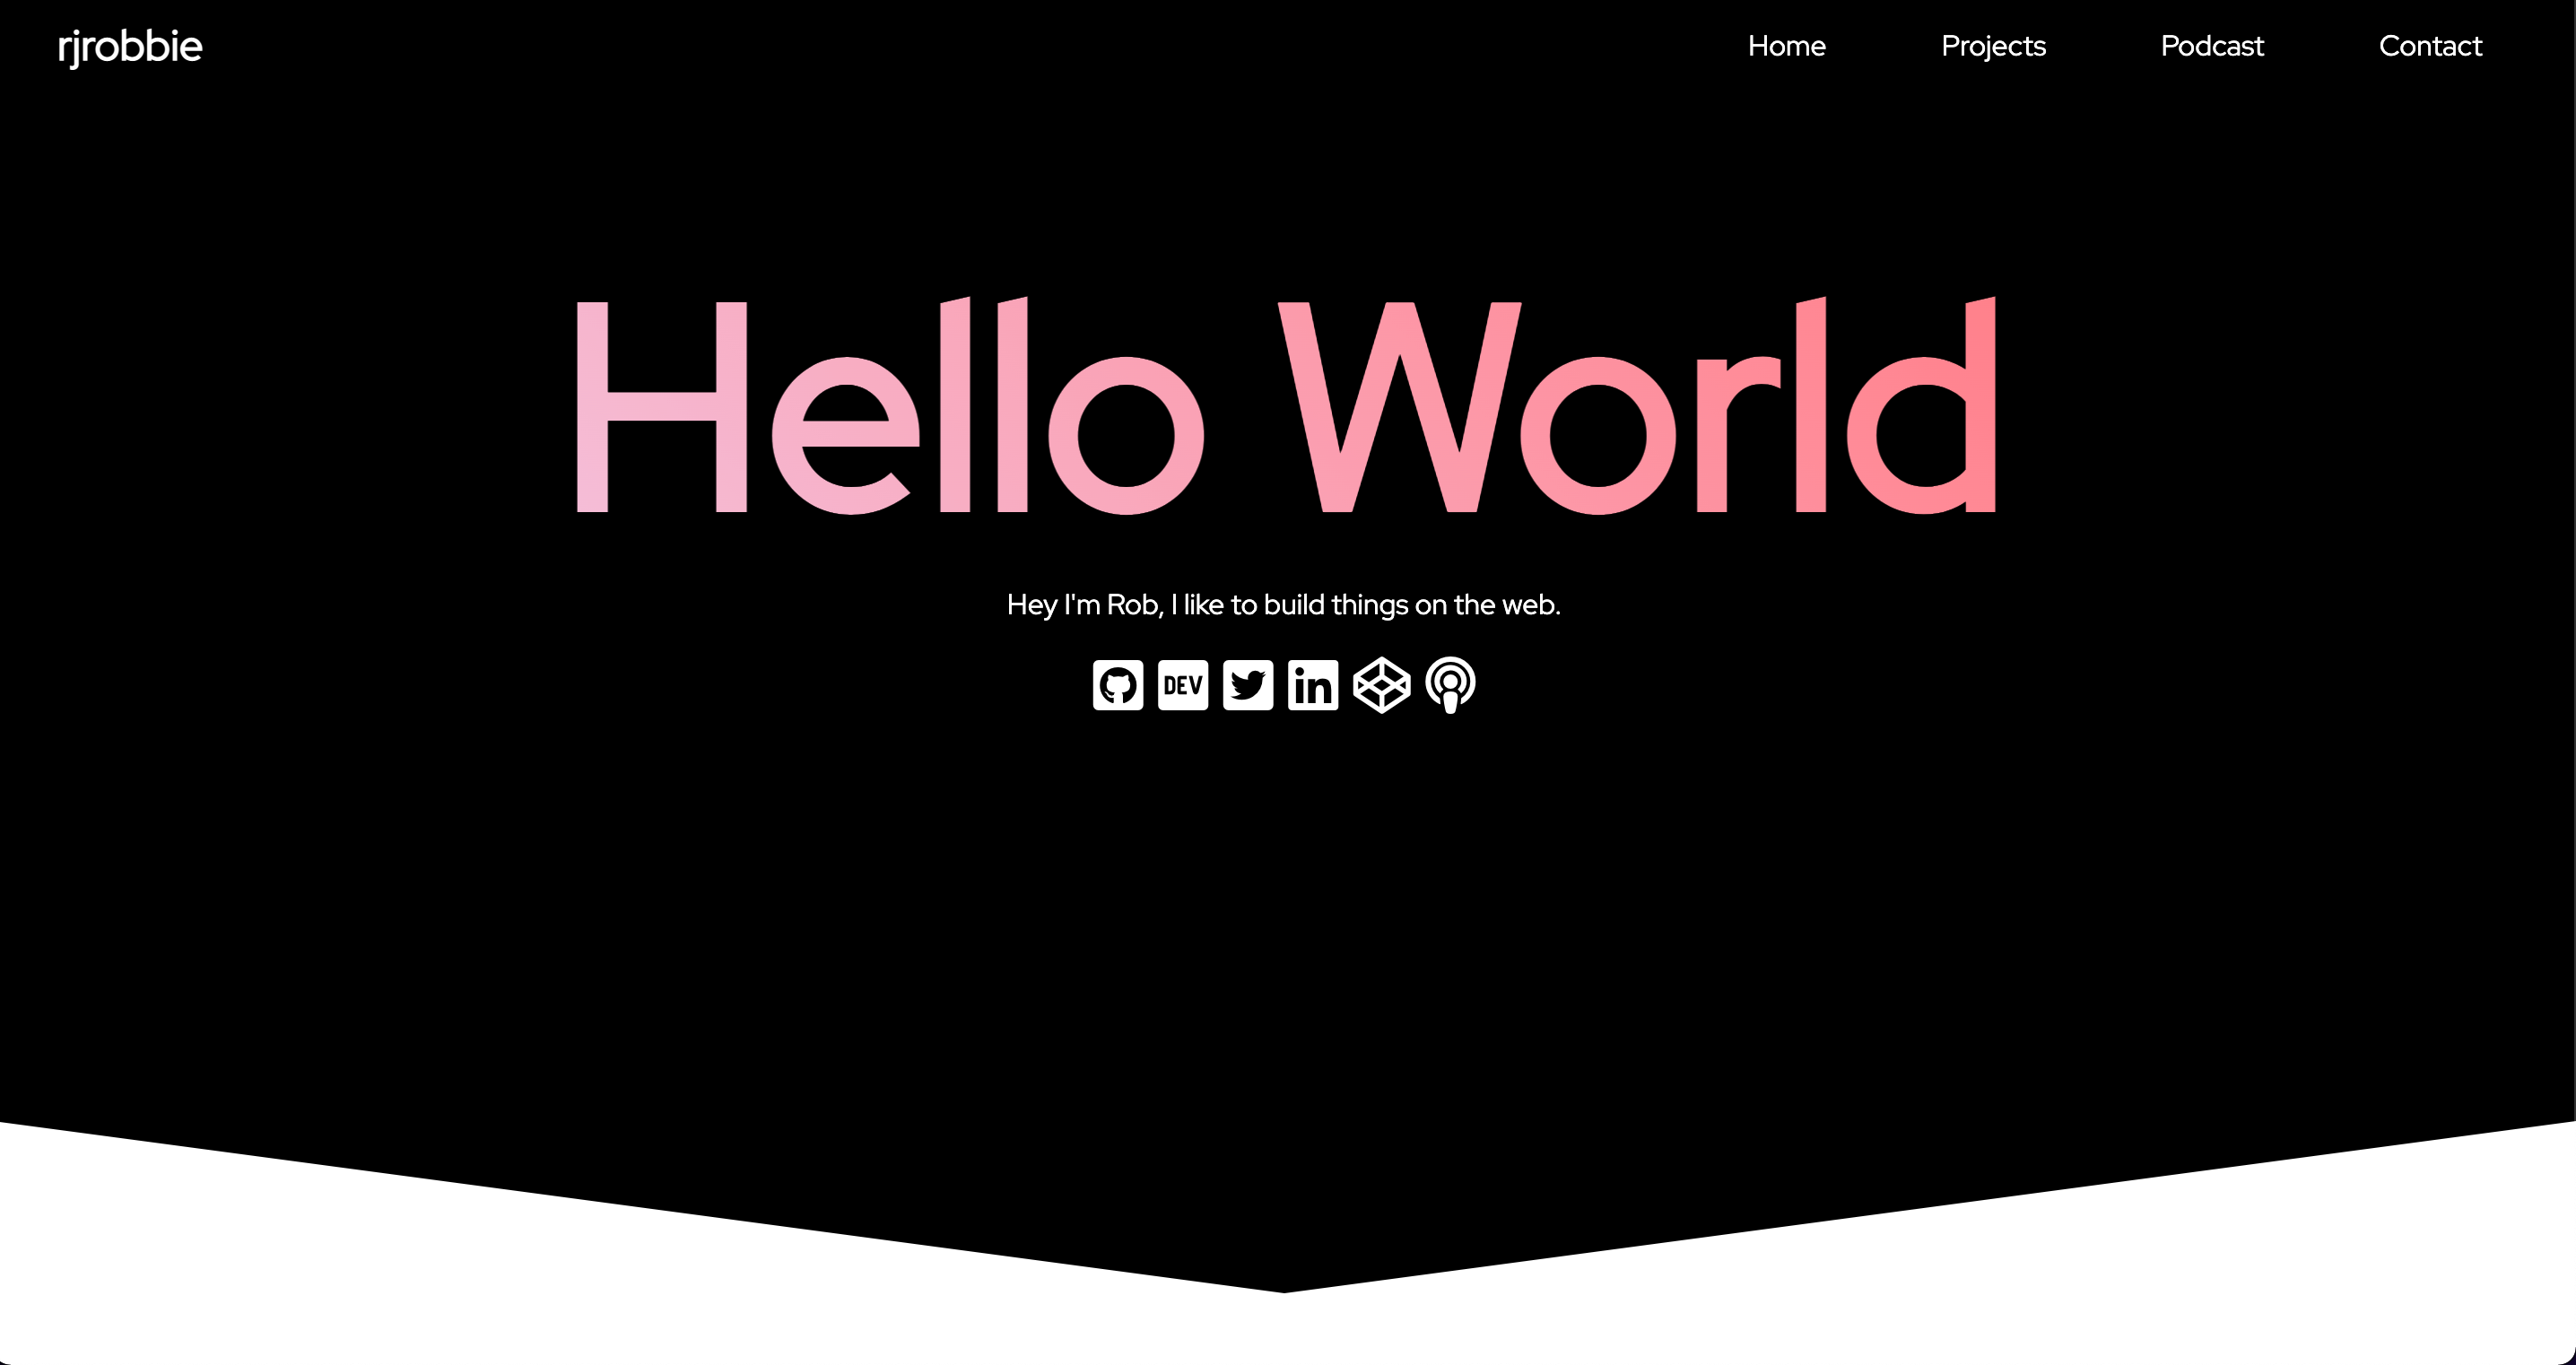 rjrobbie Home Projects Podcast Contact
Hello World
Hey I'm Rob, I like to build things on the web.
DEV in